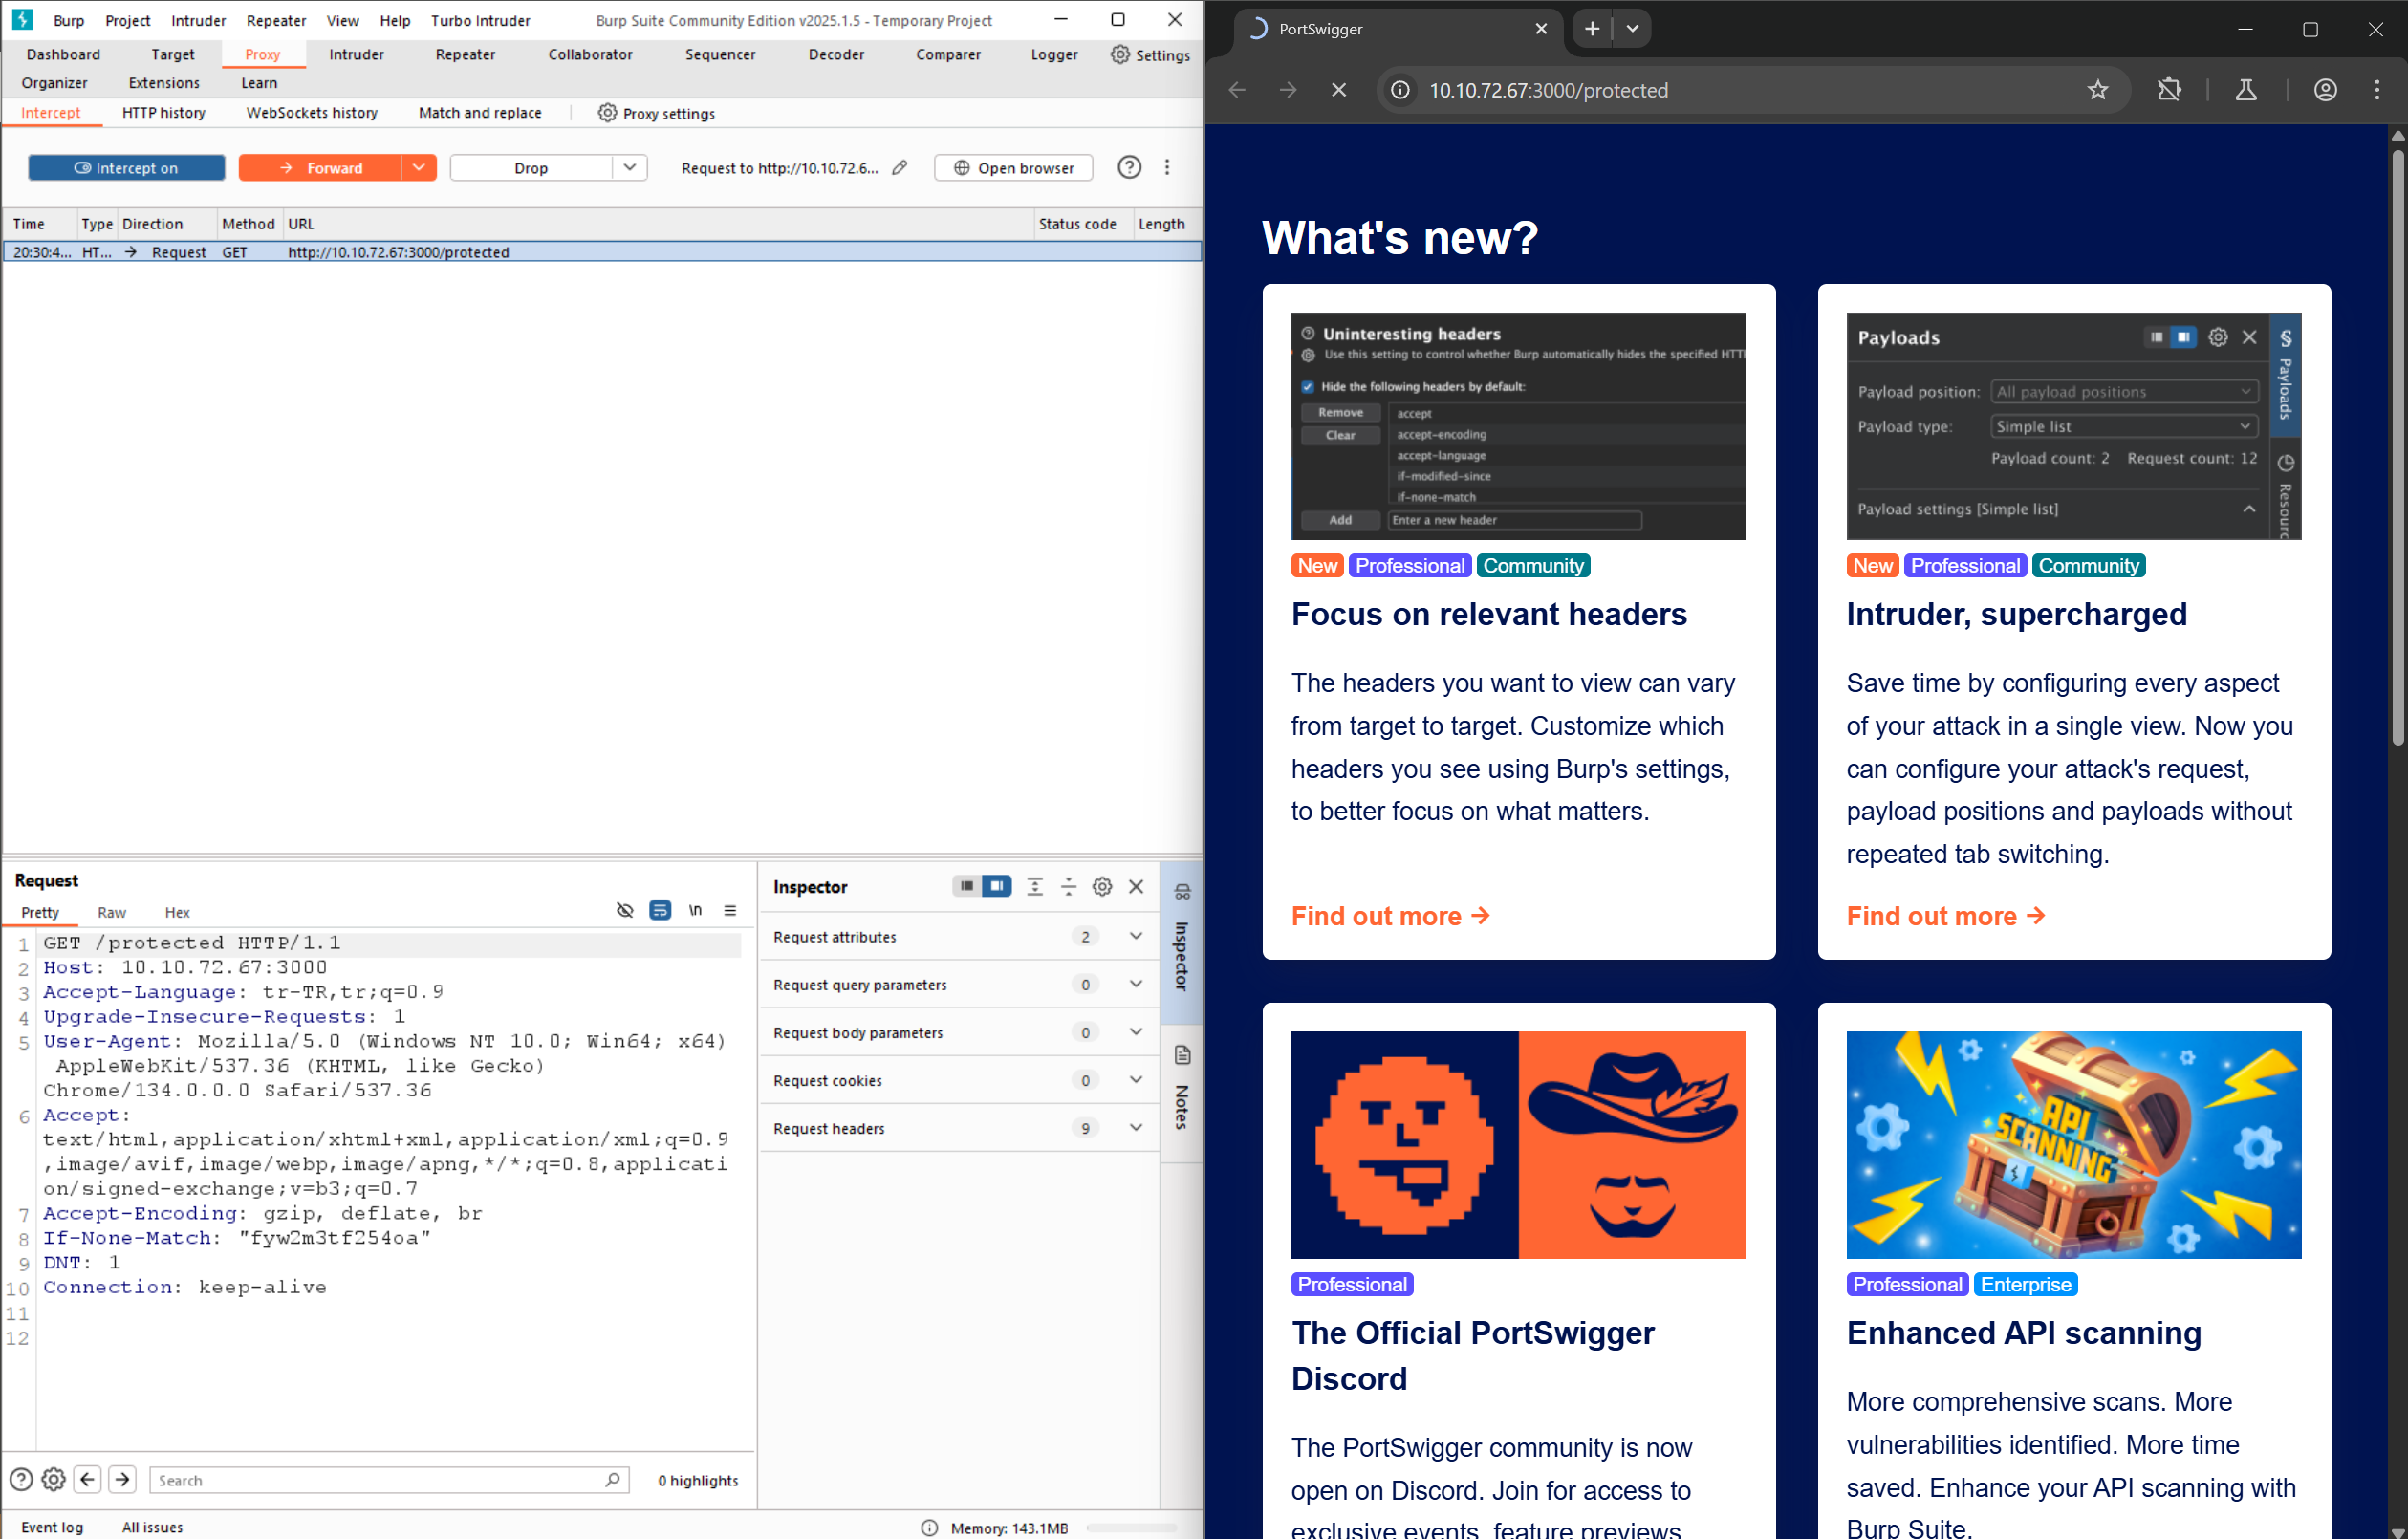 Burp Project Intruder Repeater View Help Turbo Intruder Burp Suite Community Edition v2025.1.5 - Temporary Project
Dashboard Target Proxy Intruder Repeater Collaborator Sequencer Decoder Comparer Logger Settings
Organizer Extensions Learn
Intercept HTTP history WebSockets history Match and replace Proxy settings
Intercept on Forward Drop Request to http://10.10.72.6... Open browser
Time Type Direction Method URL Status code Length
20:30:4... HT... → Request GET http://10.10.72.67:3000/protected
Request
Pretty Raw Hex
\n
1 GET /protected HTTP/1.1
2 Host: 10.10.72.67:3000
3 Accept-Language: tr-TR,tr;q=0.9
4 Upgrade-Insecure-Requests: 1
5 User-Agent: Mozilla/5.0 (Windows NT 10.0; Win64; x64)
AppleWebKit/537.36 (KHTML, like Gecko)
Chrome/134.0.0.0 Safari/537.36
6 Accept:
text/html,application/xhtml+xml,application/xml;q=0.9
,image/avif,image/webp,image/apng,*/*;q=0.8,applicati
on/signed-exchange;v=b3;q=0.7
7 Accept-Encoding: gzip, deflate, br
8 If-None-Match: "fyw2m3tf254oa"
9 DNT: 1
10 Connection: keep-alive
11
12
Search
0 highlights
Inspector
Request attributes 2
Request query parameters 0
Request body parameters 0
Request cookies 0
Request headers 9
Inspector
Notes
Event log All issues
Memory: 143.1MB
PortSwigger
10.10.72.67:3000/protected
What's new?
Uninteresting headers
Use this setting to control whether Burp automatically hides the specified HTT
Hide the following headers by default:
Remove accept
Clear accept-encoding
accept-language
if-modified-since
if-none-match
Add Enter a new header
New Professional Community
Focus on relevant headers
The headers you want to view can vary
from target to target. Customize which
headers you see using Burp's settings,
to better focus on what matters.
Find out more →
Payloads
Payload position: All payload positions
Payload type: Simple list
Payload count: 2 Request count: 12
Payload settings [Simple list]
Payloads
Resourc
New Professional Community
Intruder, supercharged
Save time by configuring every aspect
of your attack in a single view. Now you
can configure your attack's request,
payload positions and payloads without
repeated tab switching.
Find out more →
Professional
The Official PortSwigger
Discord
The PortSwigger community is now
open on Discord. Join for access to
exclusive events, feature previews
API
SCANNING
Professional Enterprise
Enhanced API scanning
More comprehensive scans. More
vulnerabilities identified. More time
saved. Enhance your API scanning with
Burp Suite.